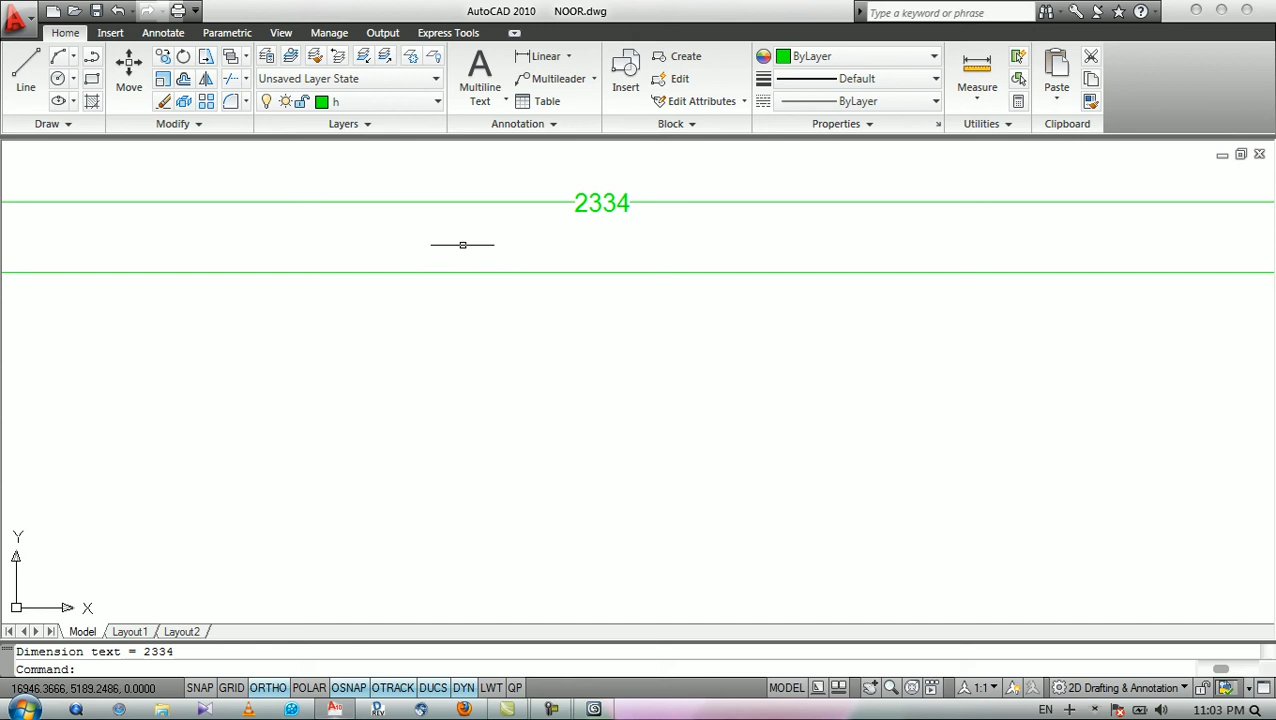 AutoCAD 2010 NOOR.dwg
Type a keyword or phrase
Home Insert Annotate Parametric View Manage Output Express Tools
Line
Move
Unsaved Layer State
h
Multiline Text
Linear
Multileader
Table
Insert
Create
Edit
Edit Attributes
ByLayer
Default
ByLayer
Measure
Paste
Draw Modify Layers Annotation Block Properties Utilities Clipboard
2334
Y
X
Model Layout1 Layout2
Dimension text = 2334
Command:
16946.3666, 5189.2486, 0.0000 SNAP GRID ORTHO POLAR OSNAP OTRACK DUCS DYN LWT QP MODEL 1:1 2D Drafting & Annotation
EN 11:03 PM